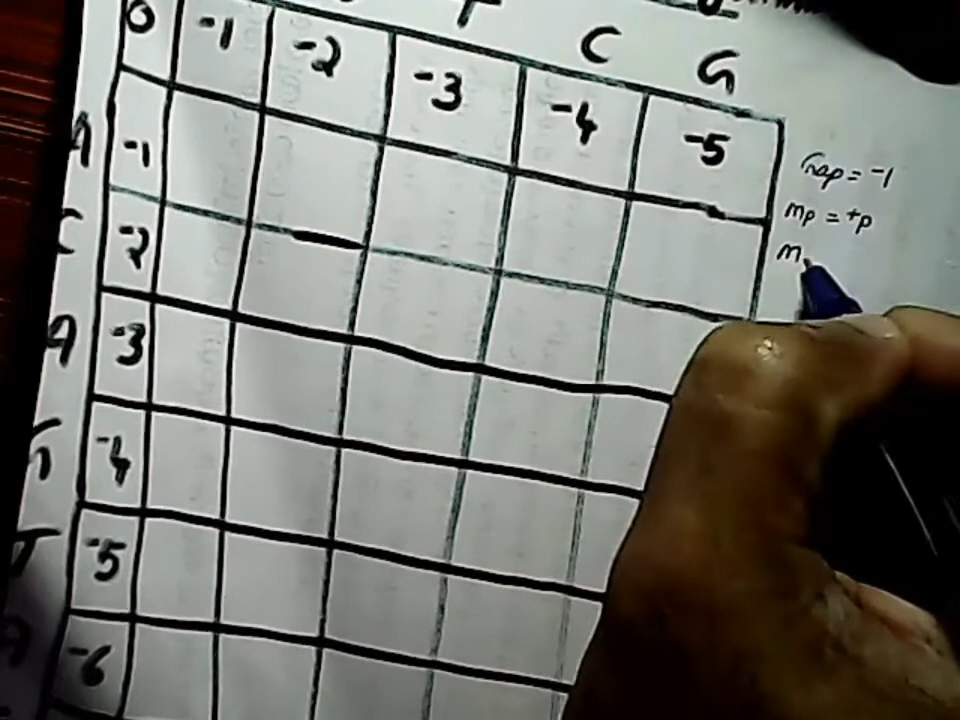 T C G
0 -1 -2 -3 -4 -5
A -1
C -2
A -3
-4
T -5
A -6
Gap = -1
mp = +p
m